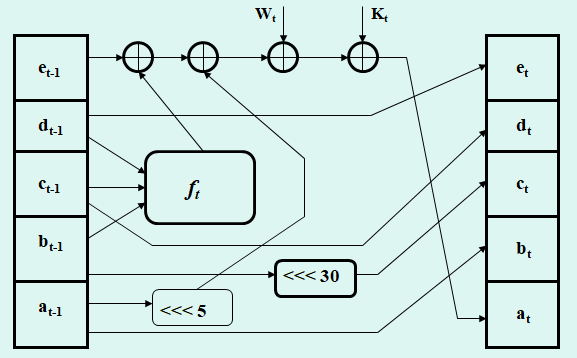 Wt Kt
et-1 et
dt-1 dt
ct-1 ft ct
bt-1 bt
<<< 30
at-1 <<< 5 at